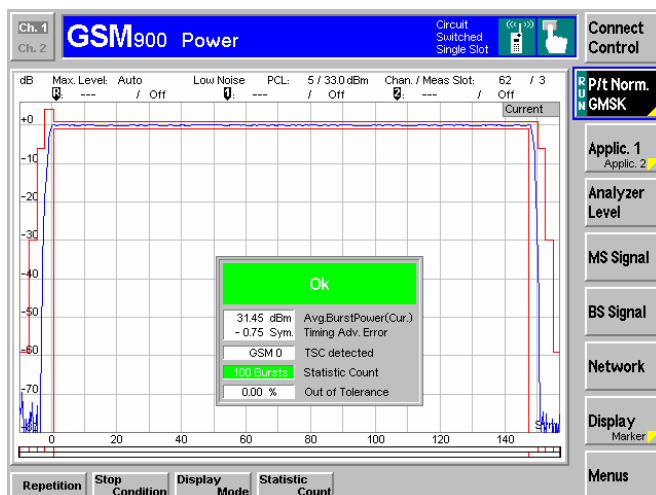 Ch. 1
Ch. 2
GSM900 Power
Circuit
Switched
Single Slot
Connect
Control
dB Max. Level: Auto Low Noise PCL: 5 / 33.0 dBm Chan. / Meas Slot: 62 / 3
R: --- / Off 1: --- / Off 2: --- / Off
Current
RUN
P/t Norm.
GMSK
Applic. 1
Applic. 2
Analyzer
Level
MS Signal
BS Signal
Network
Display
Marker
Menus
+0
-10
-20
-30
-40
-50
-60
-70
Ok
31.45 dBm Avg.BurstPower(Cur.)
- 0.75 Sym. Timing Adv. Error
GSM 0 TSC detected
100 Bursts Statistic Count
0.00 % Out of Tolerance
0 20 40 60 80 100 120 140
Repetition
Stop
Condition
Display
Mode
Statistic
Count